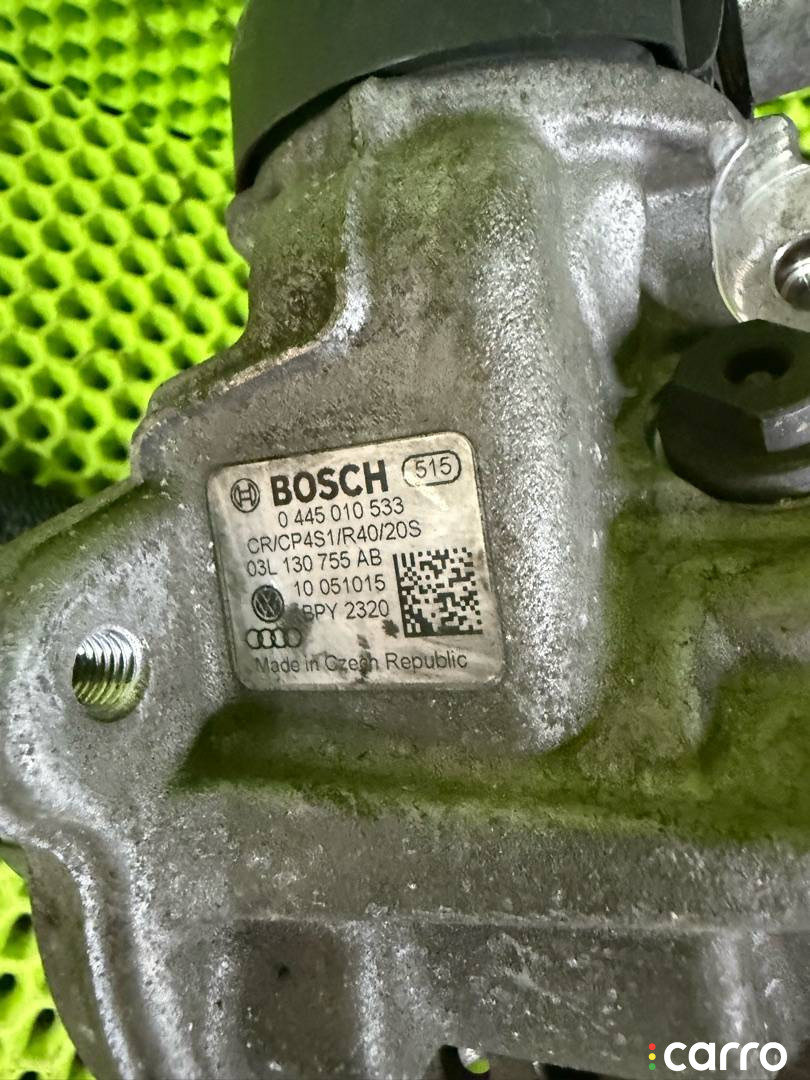 BOSCH 515
0 445 010 533
CR/CP4S1/R40/20S
03L 130 755 AB
10 051015
BPY 2320
Made in Czech Republic
carro